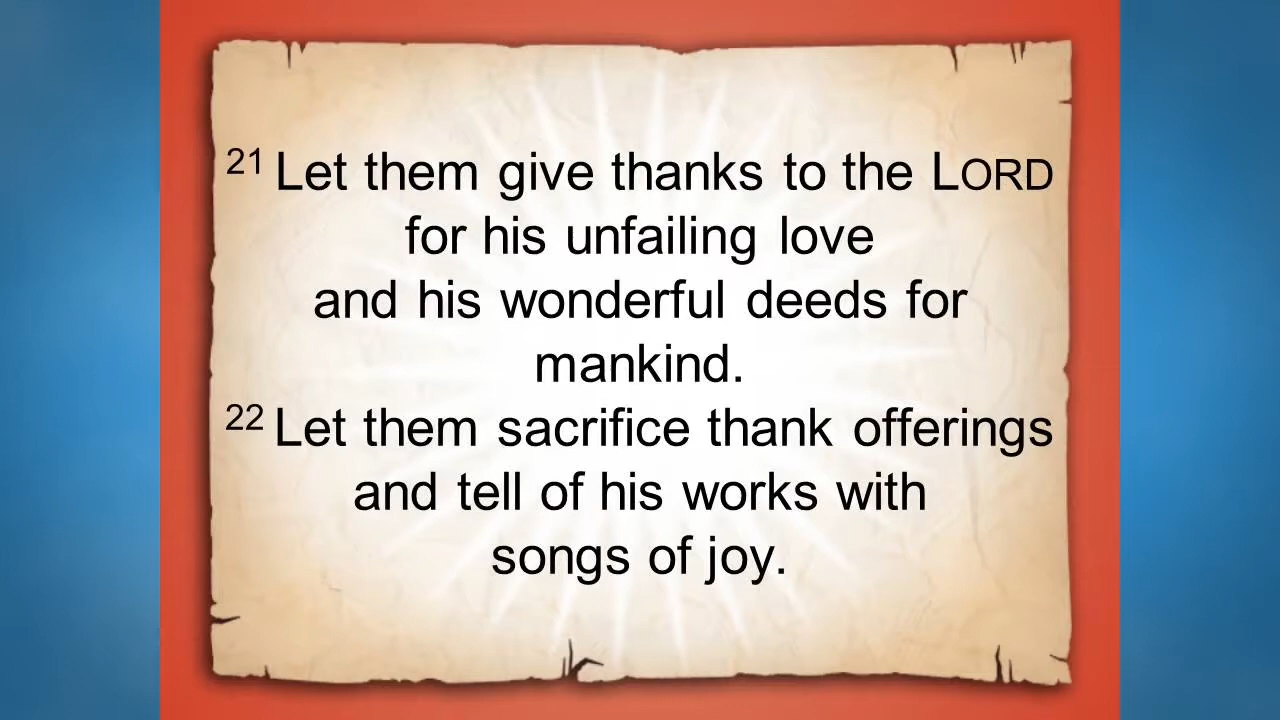 21 Let them give thanks to the LORD
for his unfailing love
and his wonderful deeds for
mankind.
22 Let them sacrifice thank offerings
and tell of his works with
songs of joy.